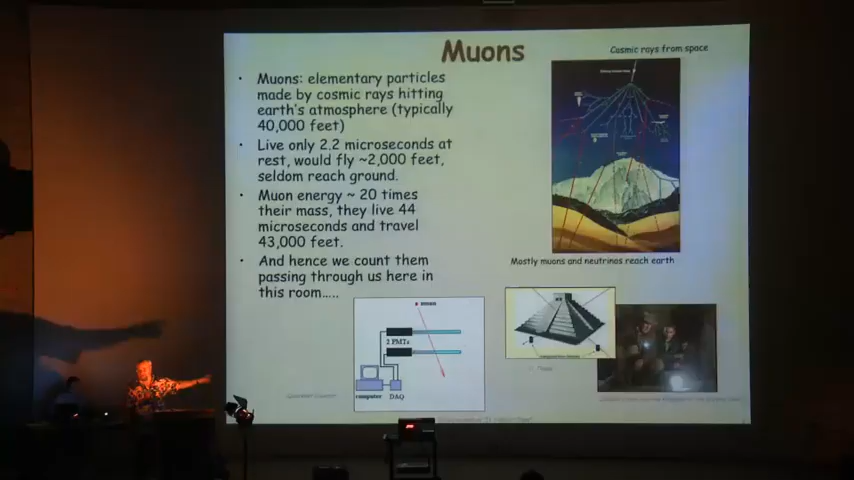 Muons
Cosmic rays from space
· Muons: elementary particles
made by cosmic rays hitting
earth's atmosphere (typically
40,000 feet)
· Live only 2.2 microseconds at
rest, would fly ~2,000 feet,
seldom reach ground.
· Muon energy ~ 20 times
their mass, they live 44
microseconds and travel
43,000 feet.
· And hence we count them
passing through us here in
this room.....
Mostly muons and neutrinos reach earth
2 PMTs
computer DAQ